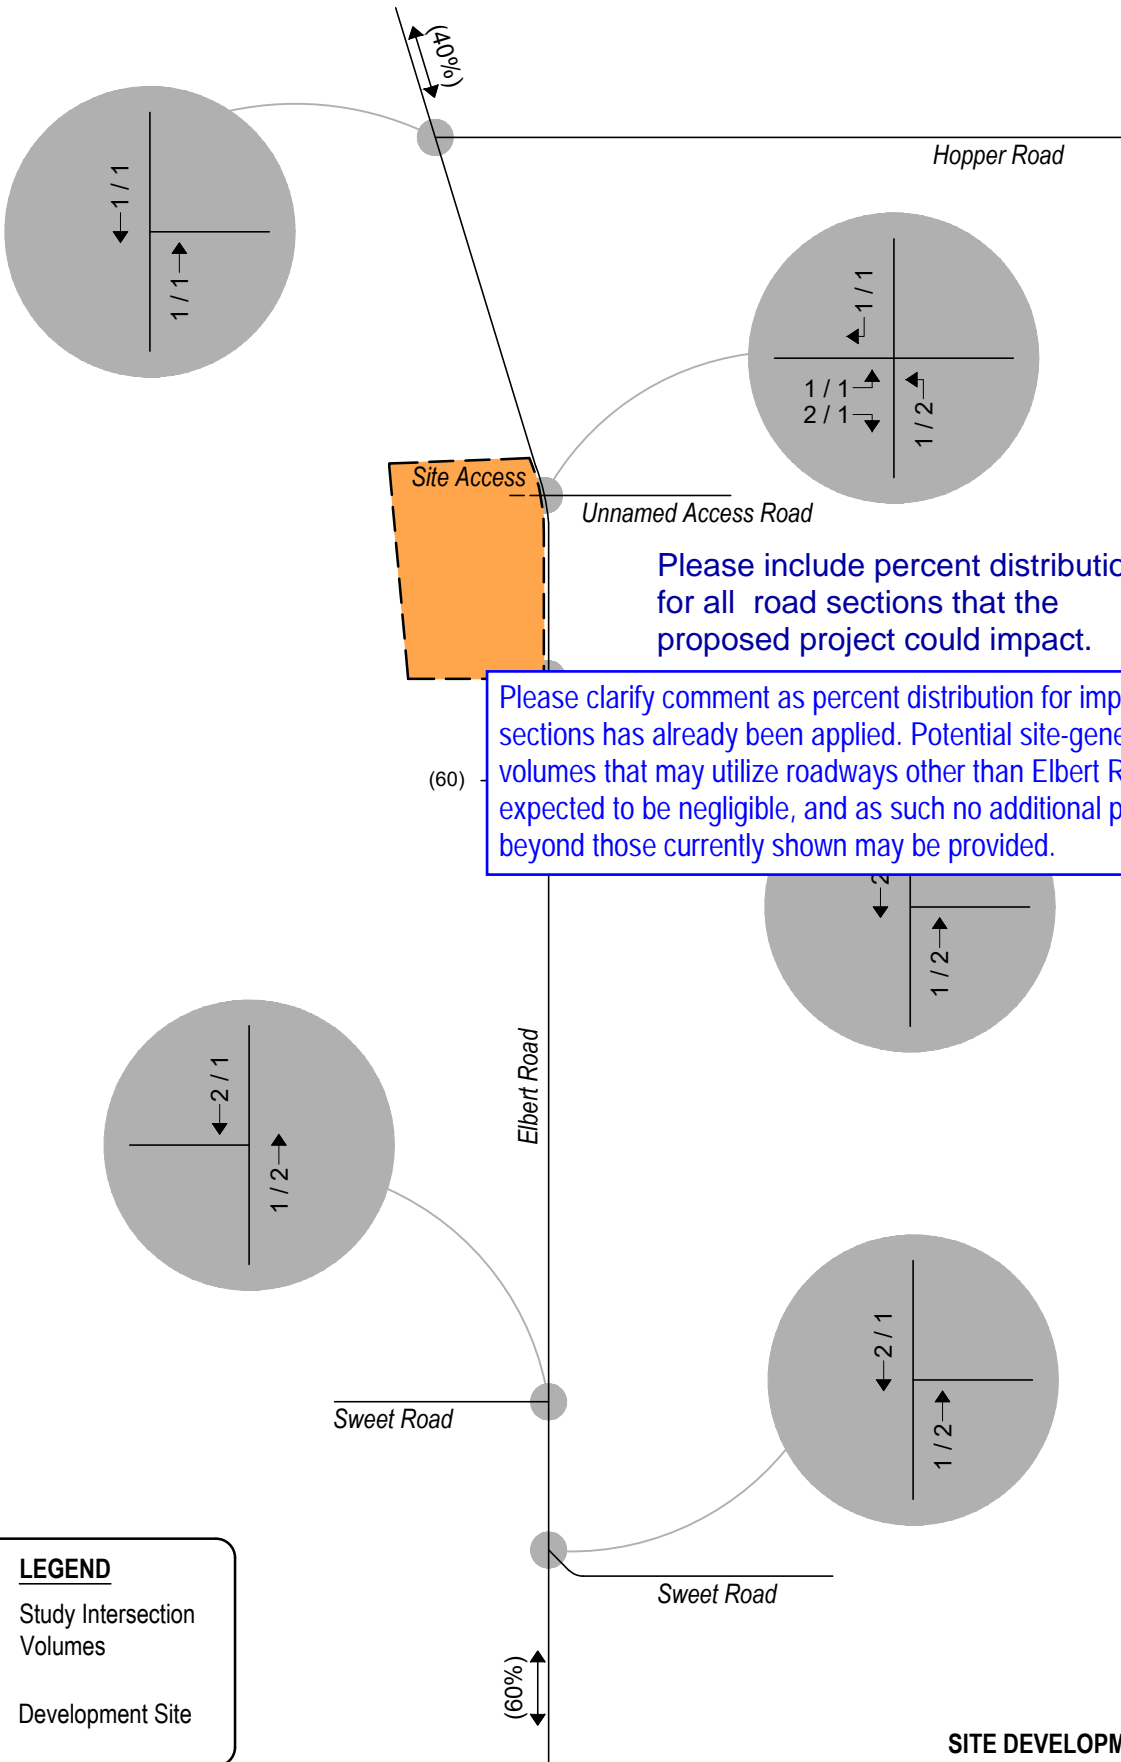 (40%)
Hopper Road
1 / 1
1 / 1
1 / 1
1 / 1
2 / 1
1 / 2
Site Access
Unnamed Access Road
Please include percent
for all road sections that the
proposed project could impact.
Please clarify comment as percent distribution for
sections has already been applied. Potential
volumes that may utilize roadways other than Elbert
expected to be negligible, and as such no additional
beyond those currently shown may be provided.
(60)
1 / 2
Elbert Road
2 / 1
1 / 2
2 / 1
1 / 2
Sweet Road
Sweet Road
LEGEND
Study Intersection
Volumes
Development Site
(60%)
SITE